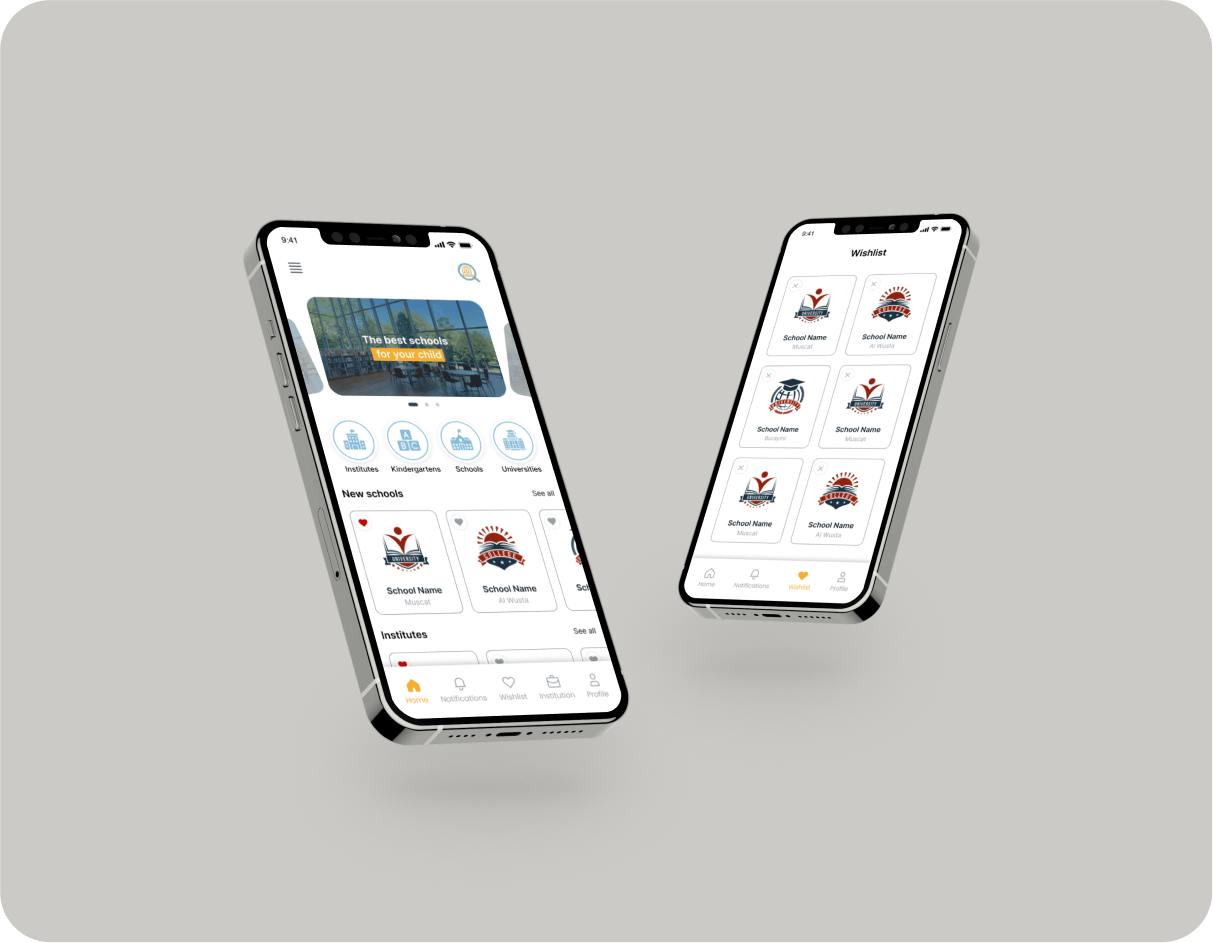 9:41
The best schools
for your child
Institutes
Kindergartens
Schools
Universities
New schools
See all
UNIVERSITY
COLLEGE
School Name
Muscat
School Name
Al Wusta
Institutes
See all
Home
Notifications
Wishlist
Institution
Profile
9:41
Wishlist
UNIVERSITY
School Name
Muscat
COLLEGE
School Name
Al Wusta
UNIVERSITY
School Name
Buraymi
UNIVERSITY
School Name
Muscat
UNIVERSITY
School Name
Muscat
COLLEGE
School Name
Al Wusta
Home
Notifications
Wishlist
Profile